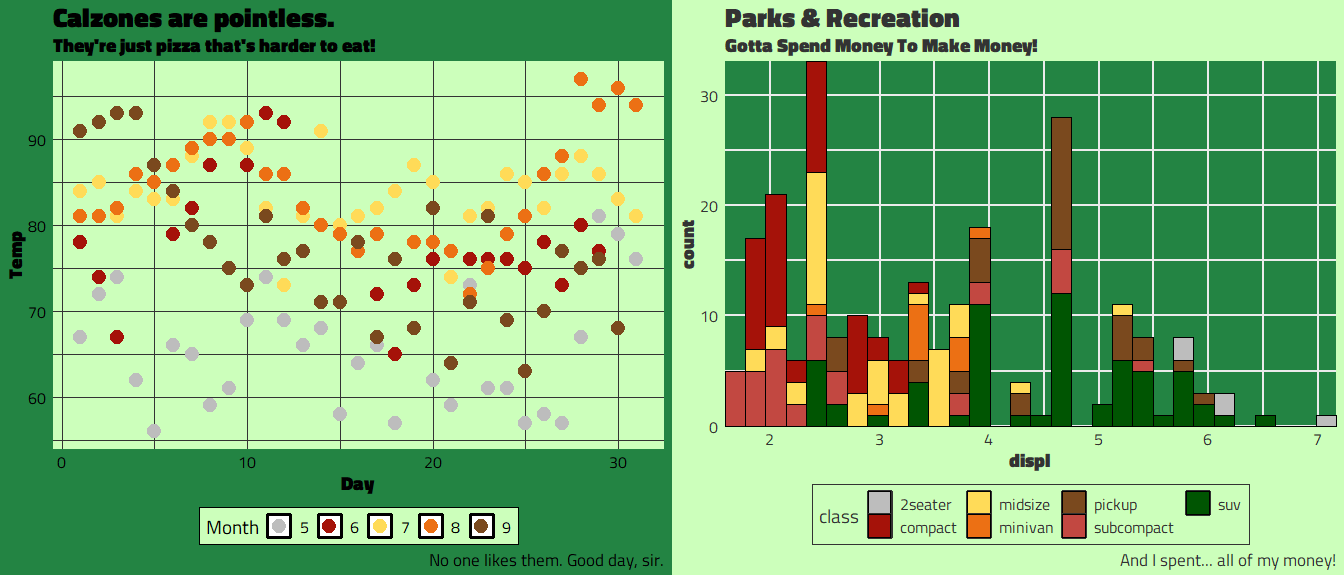 Calzones are pointless.
They're just pizza that's harder to eat!
Temp
90
80
70
60
0 10 20 30
Day
Month 5 6 7 8 9
No one likes them. Good day, sir.
Parks & Recreation
Gotta Spend Money To Make Money!
count
30
20
10
0
2 3 4 5 6 7
displ
class
2seater midsize pickup suv
compact minivan subcompact
And I spent... all of my money!